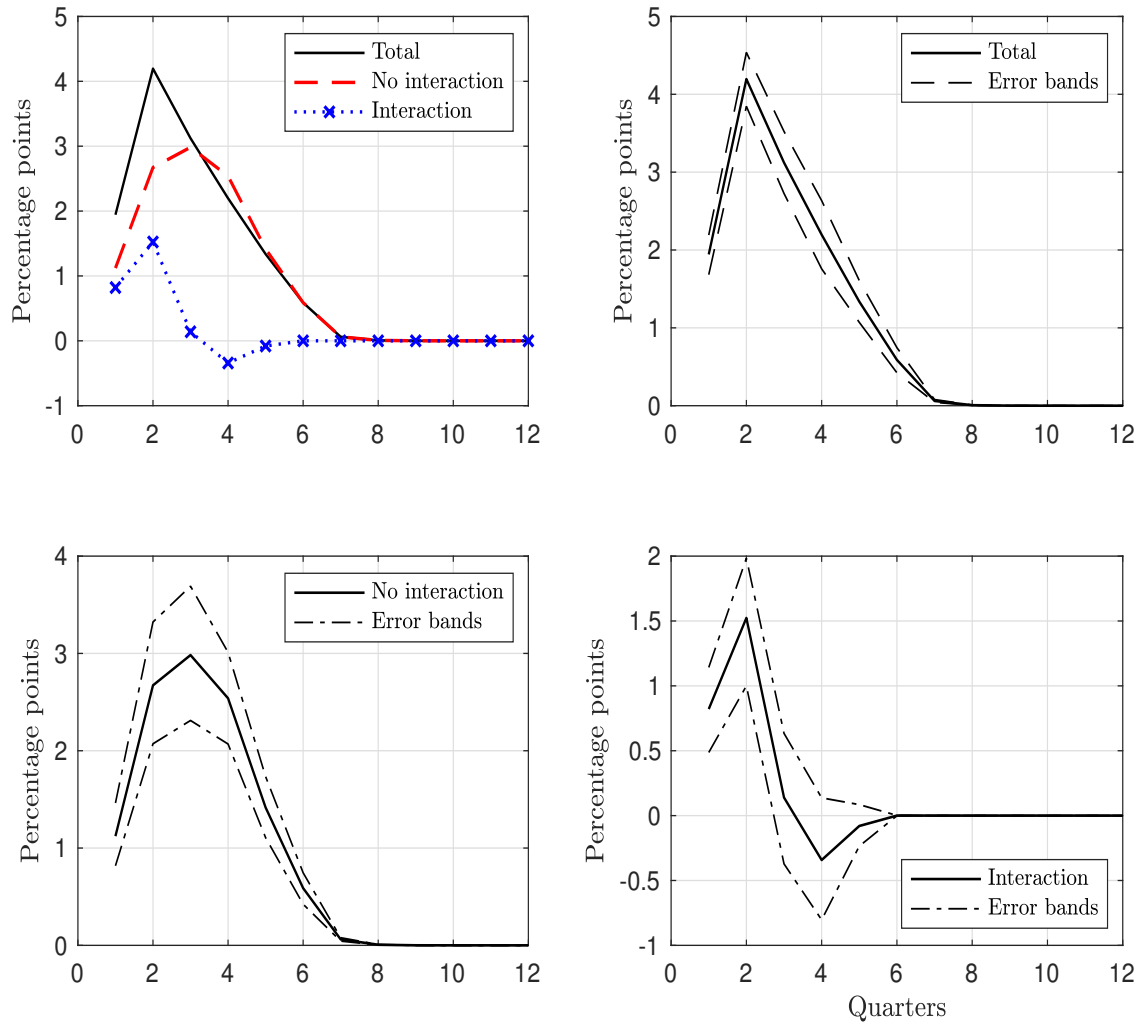 Percentage points
5
4
3
2
1
0
-1
0 2 4 6 8 10 12
Total
No interaction
Interaction
Percentage points
5
4
3
2
1
0
0 2 4 6 8 10 12
Total
Error bands
Percentage points
4
3
2
1
0
0 2 4 6 8 10 12
No interaction
Error bands
Percentage points
2
1.5
1
0.5
0
-0.5
-1
0 2 4 6 8 10 12
Quarters
Interaction
Error bands